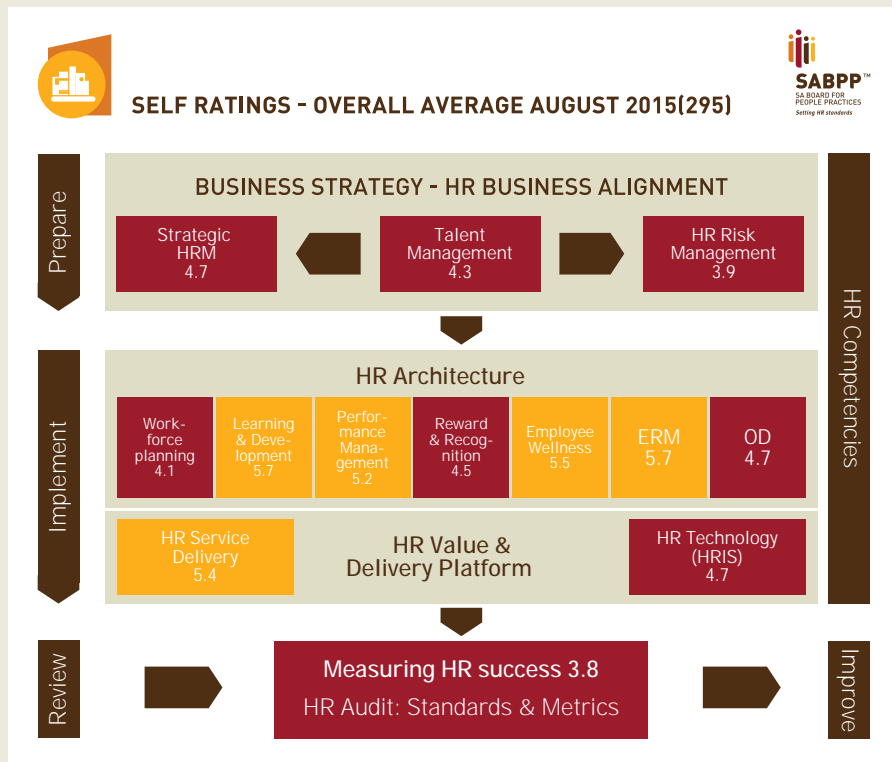 SELF RATINGS - OVERALL AVERAGE AUGUST 2015(295)
SABPP™
SA BOARD FOR
PEOPLE PRACTICES
Setting HR standards
Prepare
BUSINESS STRATEGY - HR BUSINESS ALIGNMENT
Strategic
HRM
4.7
Talent
Management
4.3
HR Risk
Management
3.9
HR Competencies
Implement
HR Architecture
Work-
force
planning
4.1
Learning
& Deve-
lopment
5.7
Perfor-
mance
Mana-
gement
5.2
Reward
& Recog-
nition
4.5
Employee
Wellness
5.5
ERM
5.7
OD
4.7
HR Service
Delivery
5.4
HR Value &
Delivery Platform
HR Technology
(HRIS)
4.7
Review
Measuring HR success 3.8
HR Audit: Standards & Metrics
Improve